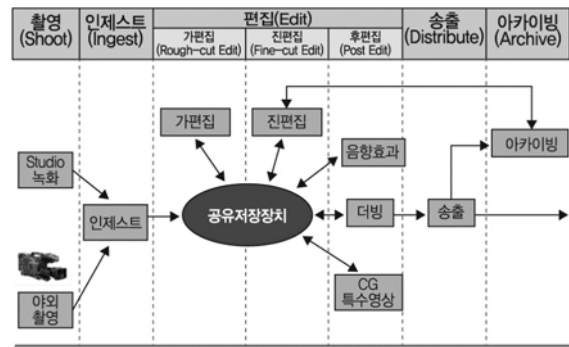 촬영
(Shoot)
인제스트
(Ingest)
편집(Edit)
가편집
(Rough-cut Edit)
진편집
(Fine-cut Edit)
후편집
(Post Edit)
송출
(Distribute)
아카이빙
(Archive)
가편집
진편집
음향효과
아카이빙
Studio
녹화
인제스트
공유저장장치
더빙
송출
야외
촬영
CG
특수영상